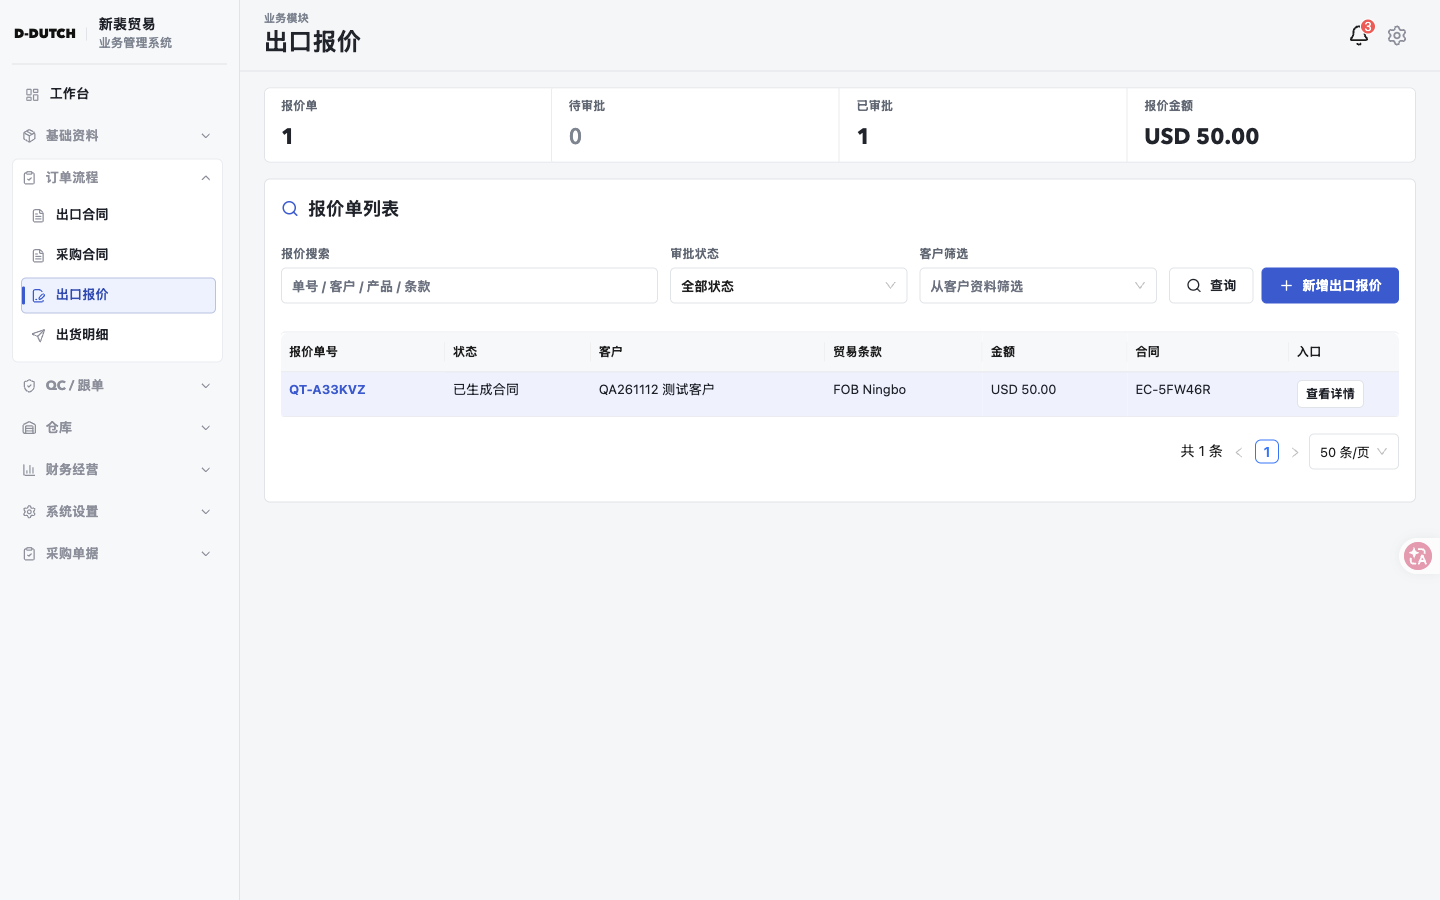 D-DUTCH
新裴贸易
业务管理系统
工作台
基础资料
订单流程
出口合同
采购合同
出口报价
出货明细
QC / 跟单
仓库
财务经营
系统设置
采购单据
业务模块
出口报价
3
报价单
1
待审批
0
已审批
1
报价金额
USD 50.00
报价单列表
报价搜索
审批状态
客户筛选
单号 / 客户 / 产品 / 条款
全部状态
从客户资料筛选
查询
新增出口报价
报价单号 状态 客户 贸易条款 金额 合同 入口
QT-A33KVZ 已生成合同 QA261112 测试客户 FOB Ningbo USD 50.00 EC-5FW46R 查看详情
共 1 条 1 50 条/页